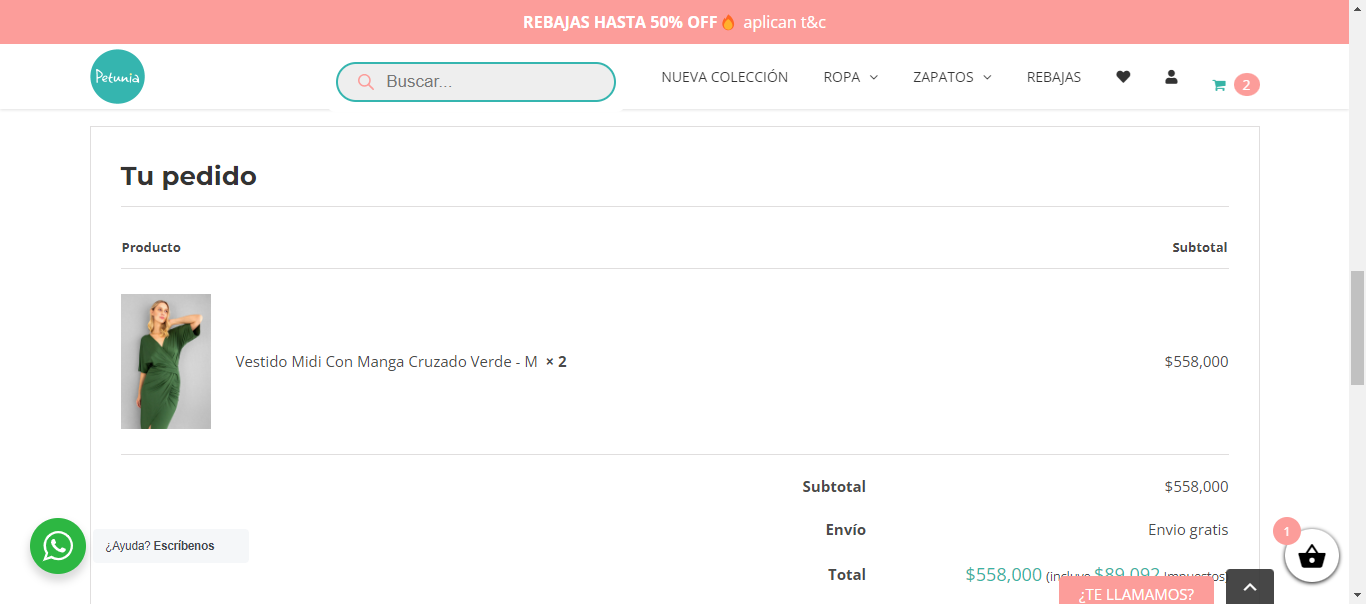 REBAJAS HASTA 50% OFF🔥 aplican t&c
Petunia
Buscar...
NUEVA COLECCIÓN
ROPA
ZAPATOS
REBAJAS
2
Tu pedido
Producto Subtotal
Vestido Midi Con Manga Cruzado Verde - M × 2 $558,000
Subtotal $558,000
Envío Envio gratis
Total $558,000 (incluye $89,092 Impuestos)
¿Ayuda? Escríbenos
1
¿TE LLAMAMOS?